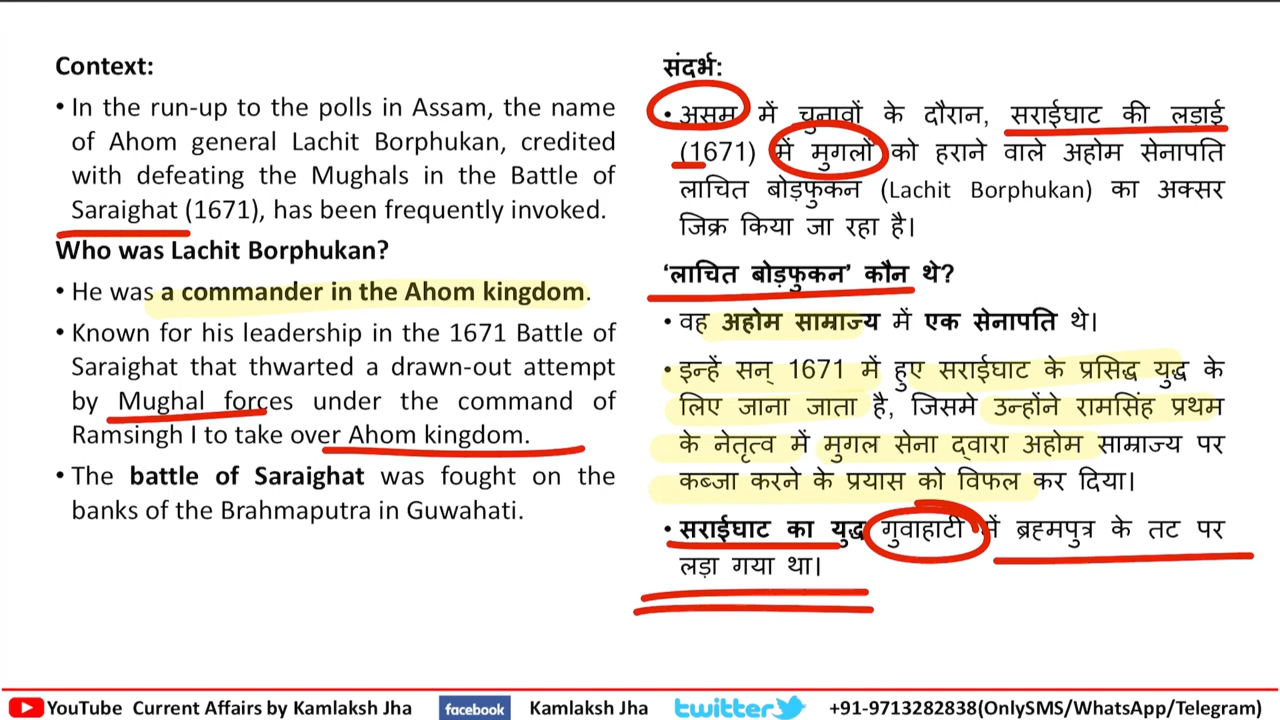 Context:
• In the run-up to the polls in Assam, the name
of Ahom general Lachit Borphukan, credited
with defeating the Mughals in the Battle of
Saraighat (1671), has been frequently invoked.
Who was Lachit Borphukan?
• He was a commander in the Ahom kingdom.
• Known for his leadership in the 1671 Battle of
Saraighat that thwarted a drawn-out attempt
by Mughal forces under the command of
Ramsingh I to take over Ahom kingdom.
• The battle of Saraighat was fought on the
banks of the Brahmaputra in Guwahati.
संदर्भ:
• असम में चुनावों के दौरान, सराईघाट की लड़ाई
(1671) में मुगलों को हराने वाले अहोम सेनापति
लाचित बोड़फुकन (Lachit Borphukan) का अक्सर
जिक्र किया जा रहा है।
‘लाचित बोड़फुकन’ कौन थे?
• वह अहोम साम्राज्य में एक सेनापति थे।
• इन्हें सन् 1671 में हुए सराईघाट के प्रसिद्ध युद्ध के
लिए जाना जाता है, जिसमे उन्होंने रामसिंह प्रथम
के नेतृत्व में मुगल सेना द्वारा अहोम साम्राज्य पर
कब्जा करने के प्रयास को विफल कर दिया।
• सराईघाट का युद्ध गुवाहाटी में ब्रह्मपुत्र के तट पर
लड़ा गया था।
YouTube Current Affairs by Kamlaksh Jha facebook Kamlaksh Jha twitter +91-9713282838(OnlySMS/WhatsApp/Telegram)